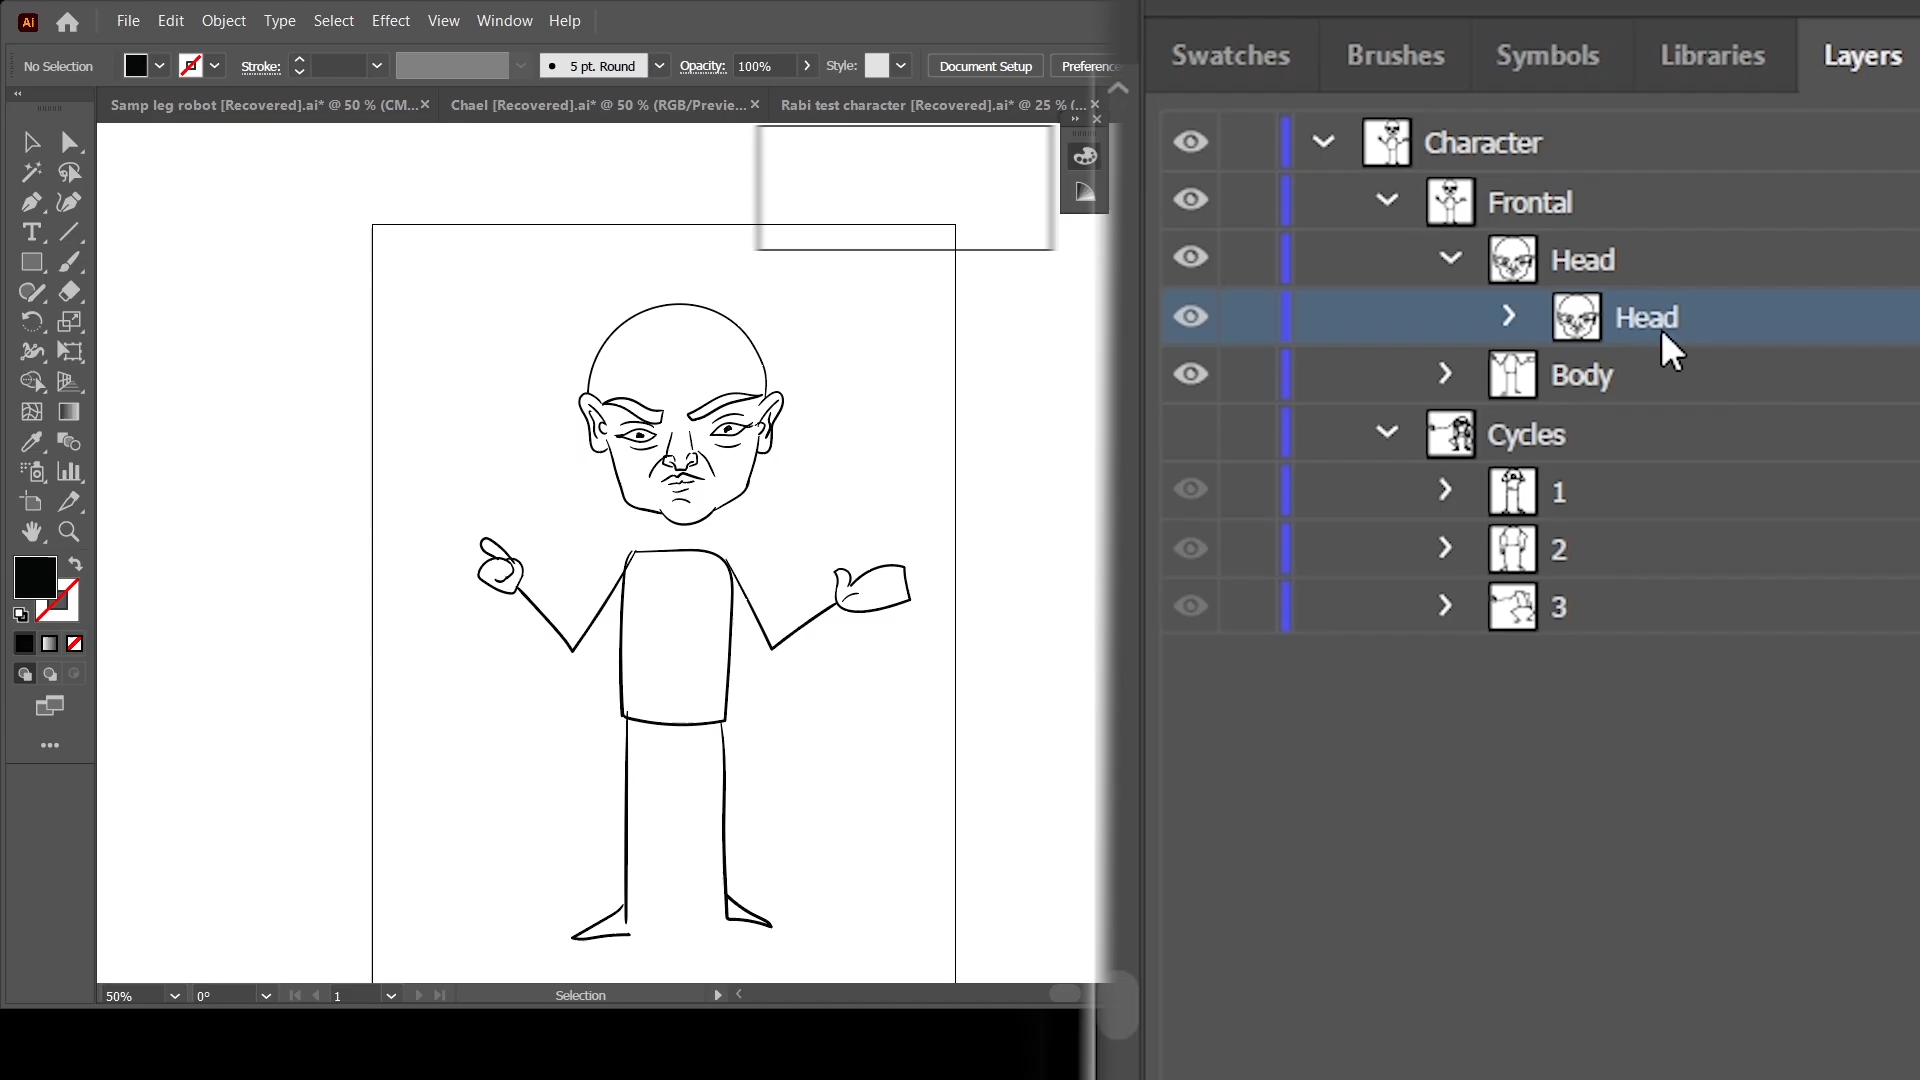 Ai File Edit Object Type Select Effect View Window Help
No Selection Stroke: 5 pt. Round Opacity: 100% Style: Document Setup Preferenc
Samp leg robot [Recovered].ai* @ 50 % (CM... Chael [Recovered].ai* @ 50 % (RGB/Previe... Rabi test character [Recovered].ai* @ 25 % (...
50% 0° 1 Selection
Swatches Brushes Symbols Libraries Layers
Character
Frontal
Head
Head
Body
Cycles
1
2
3